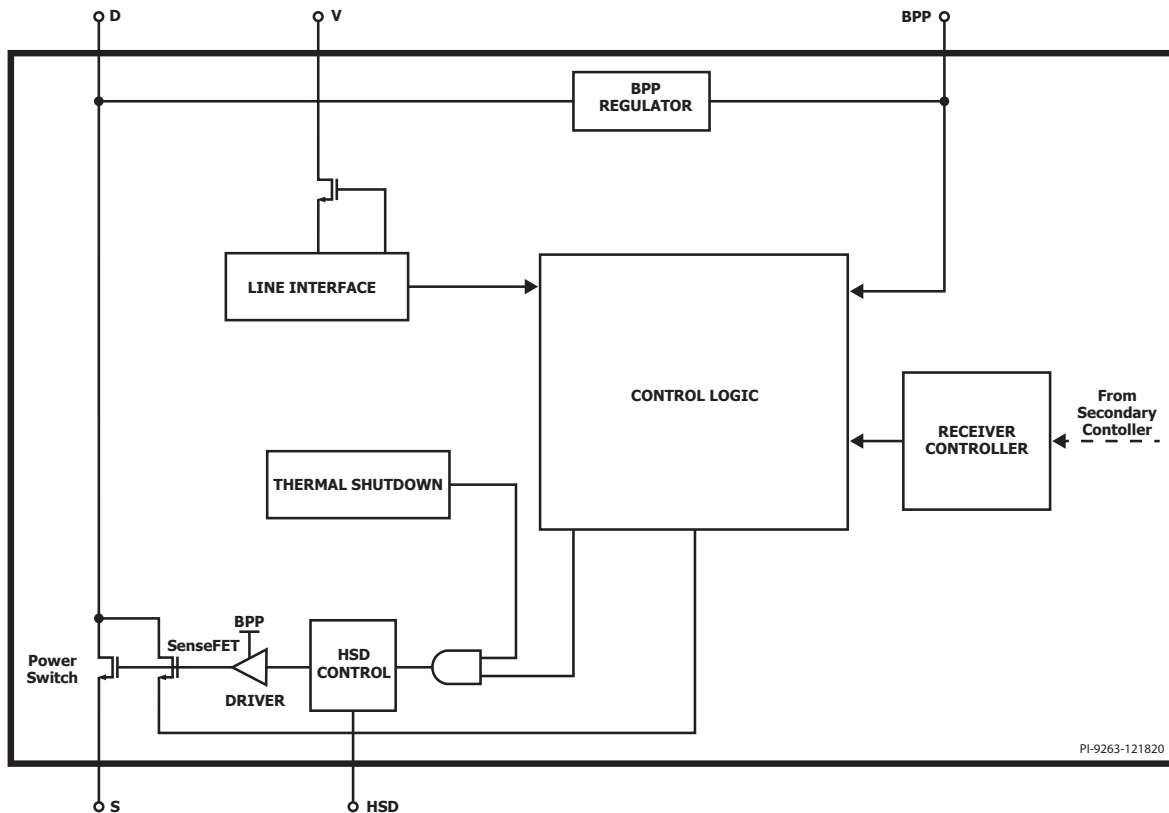 D
V
BPP
BPP
REGULATOR
LINE INTERFACE
CONTROL LOGIC
RECEIVER
CONTROLLER
From
Secondary
Contoller
THERMAL SHUTDOWN
BPP
SenseFET
Power
Switch
HSD
CONTROL
DRIVER
PI-9263-121820
S
HSD